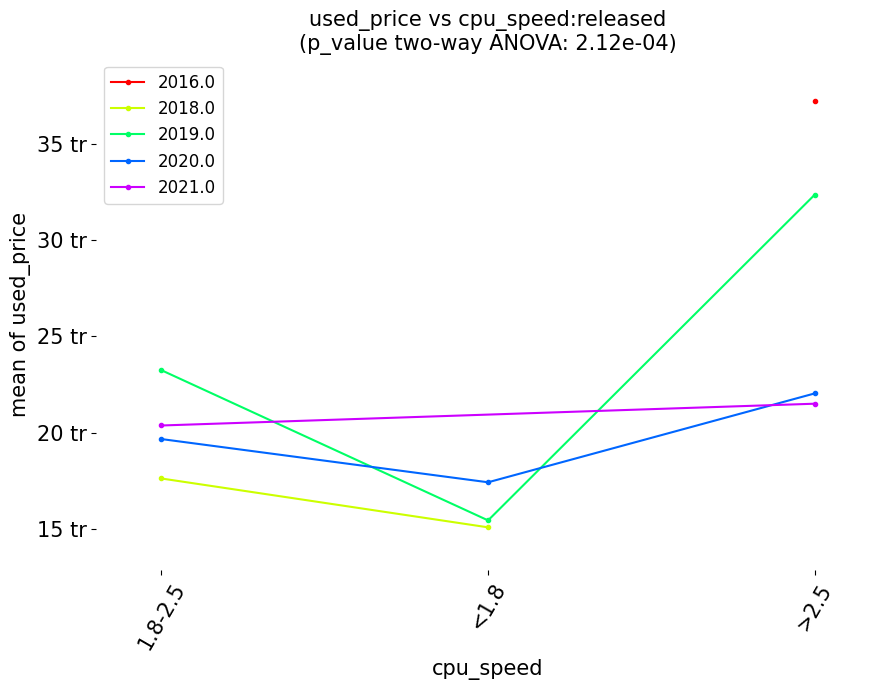 used_price vs cpu_speed:released
(p_value two-way ANOVA: 2.12e-04)
2016.0
2018.0
2019.0
2020.0
2021.0
35 tr
30 tr
25 tr
20 tr
15 tr
mean of used_price
1.8-2.5
<1.8
>2.5
cpu_speed